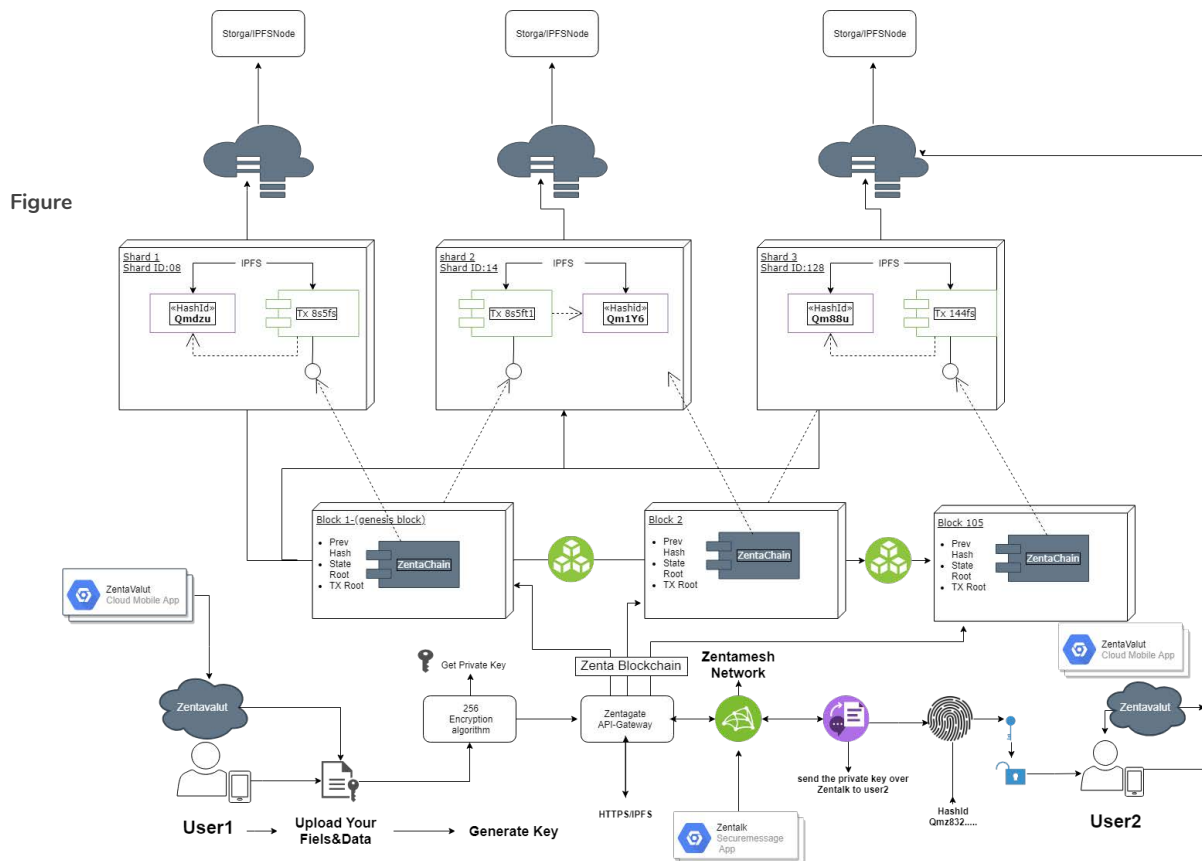 Storga/IPFSNode
Storga/IPFSNode
Storga/IPFSNode
Figure
Shard 1
Shard ID:08
IPFS
«HashId»
Qmdzu
Tx 8s5fs
shard 2
Shard ID:14
IPFS
Tx 8s5ft1
«Hashid»
Qm1Y6
Shard 3
Shard ID:128
IPFS
«HashId»
Qm88u
Tx 144fs
Block 1-(genesis block)
• Prev
Hash
• State
Root
• TX Root
ZentaChain
Block 2
• Prev
Hash
• State
Root
• TX Root
ZentaChain
Block 105
• Prev
Hash
• State
Root
• TX Root
ZentaChain
ZentaValut
Cloud Mobile App
ZentaValut
Cloud Mobile App
Get Private Key
Zenta Blockchain
Zentamesh
Network
Zentavalut
256
Encryption
algorithm
Zentagate
API-Gateway
Zentavalut
send the private key over
Zentalk to user2
HTTPS/IPFS
HashId
Qmz832.....
User1
Upload Your
Fiels&Data
Generate Key
Zentalk
Securemessage
App
User2